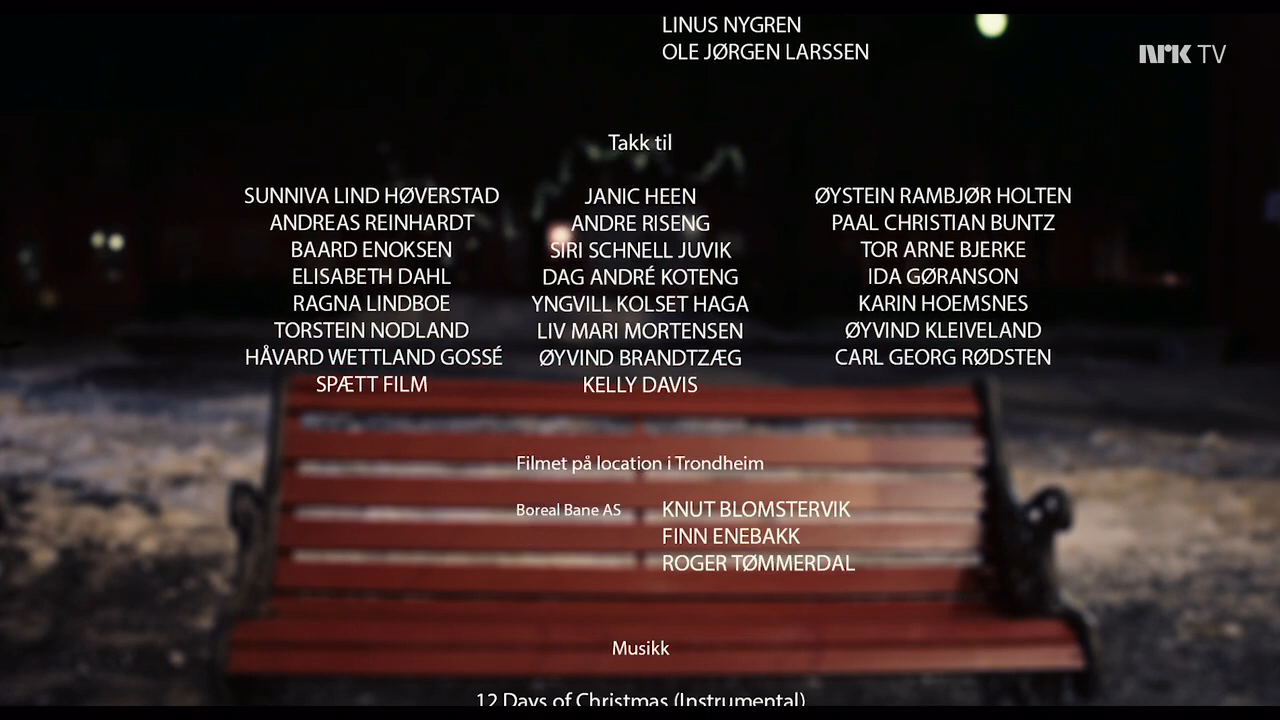 LINUS NYGREN
OLE JØRGEN LARSSEN
nrk TV
Takk til
SUNNIVA LIND HØVERSTAD
ANDREAS REINHARDT
BAARD ENOKSEN
ELISABETH DAHL
RAGNA LINDBOE
TORSTEIN NODLAND
HÅVARD WETTLAND GOSSÉ
SPÆTT FILM
JANIC HEEN
ANDRE RISENG
SIRI SCHNELL JUVIK
DAG ANDRÉ KOTENG
YNGVILL KOLSET HAGA
LIV MARI MORTENSEN
ØYVIND BRANDTZÆG
KELLY DAVIS
ØYSTEIN RAMBJØR HOLTEN
PAAL CHRISTIAN BUNTZ
TOR ARNE BJERKE
IDA GØRANSON
KARIN HOEMSNES
ØYVIND KLEIVELAND
CARL GEORG RØDSTEN
Filmet på location i Trondheim
Boreal Bane AS KNUT BLOMSTERVIK
FINN ENEBAKK
ROGER TØMMERDAL
Musikk
12 Days of Christmas (Instrumental)